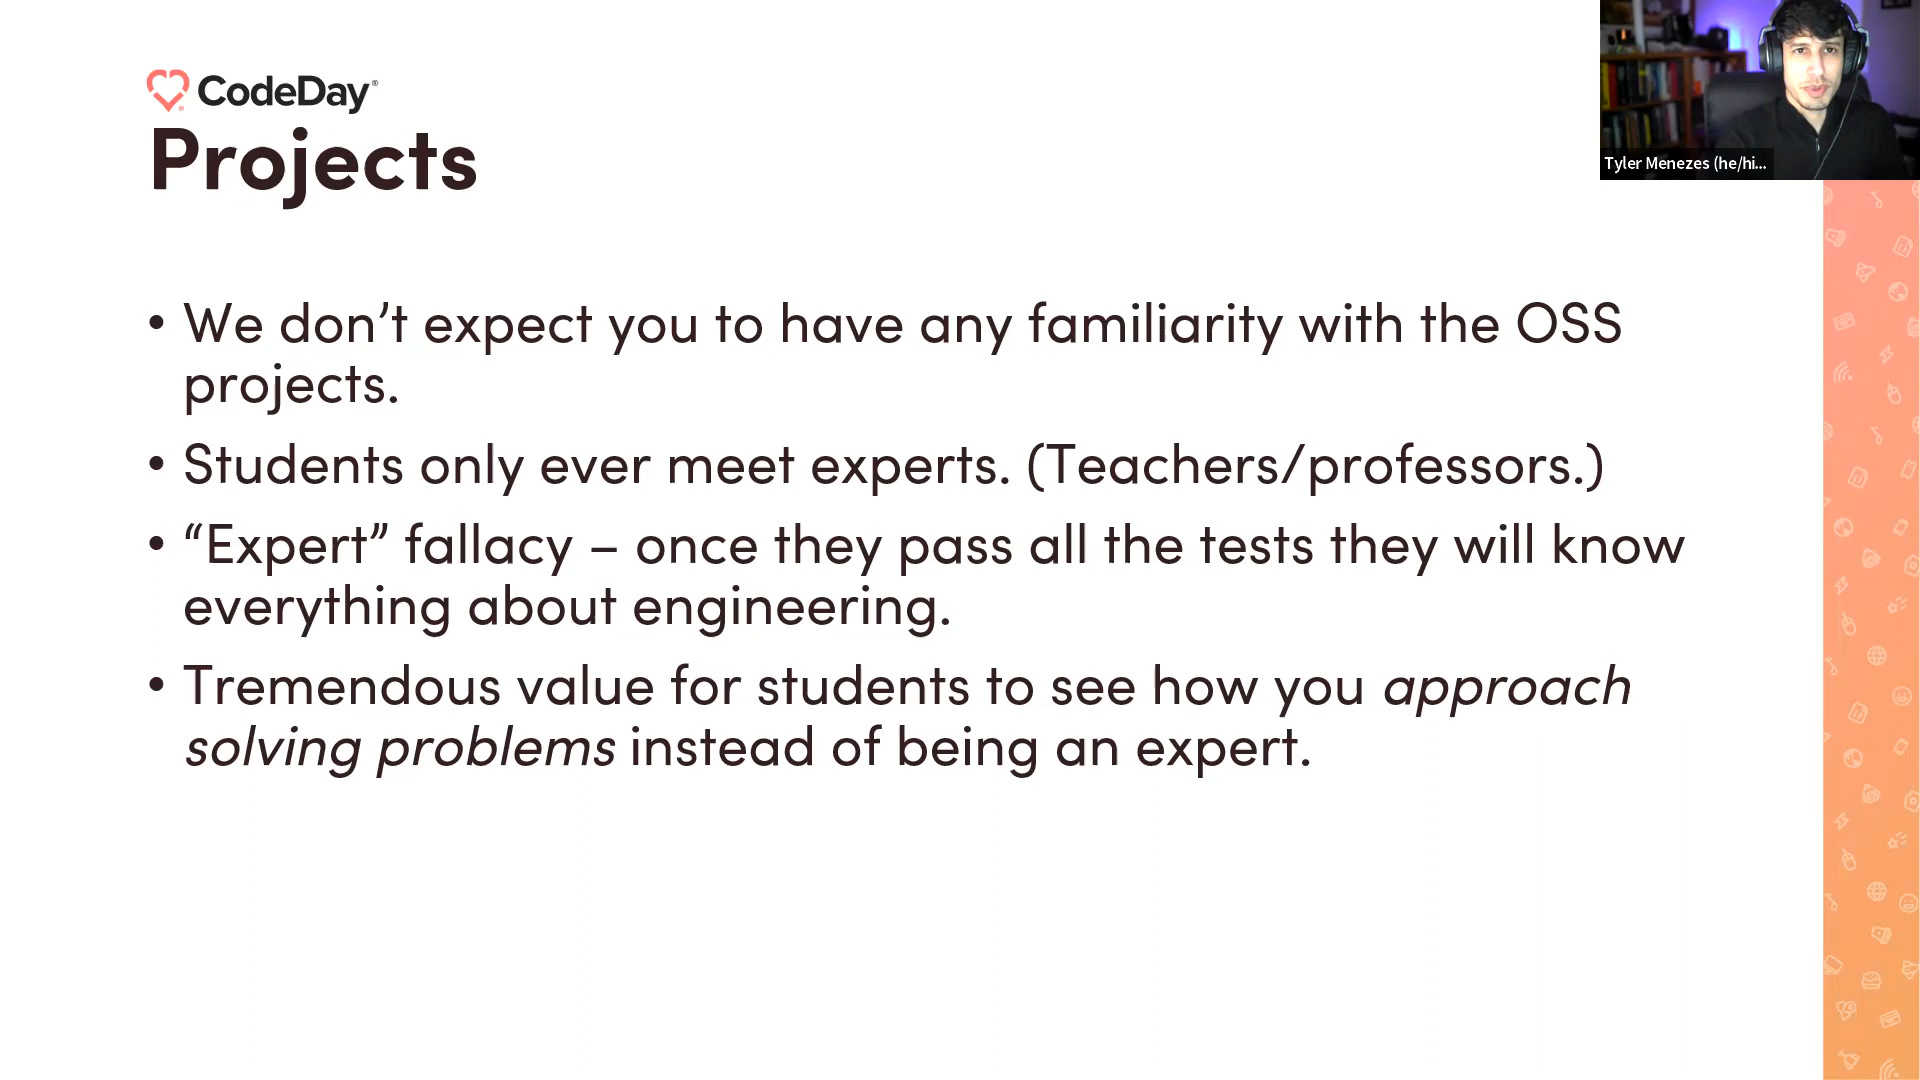 CodeDay®
Projects
• We don’t expect you to have any familiarity with the OSS
projects.
• Students only ever meet experts. (Teachers/professors.)
• “Expert” fallacy – once they pass all the tests they will know
everything about engineering.
• Tremendous value for students to see how you approach
solving problems instead of being an expert.
Tyler Menezes (he/hi...